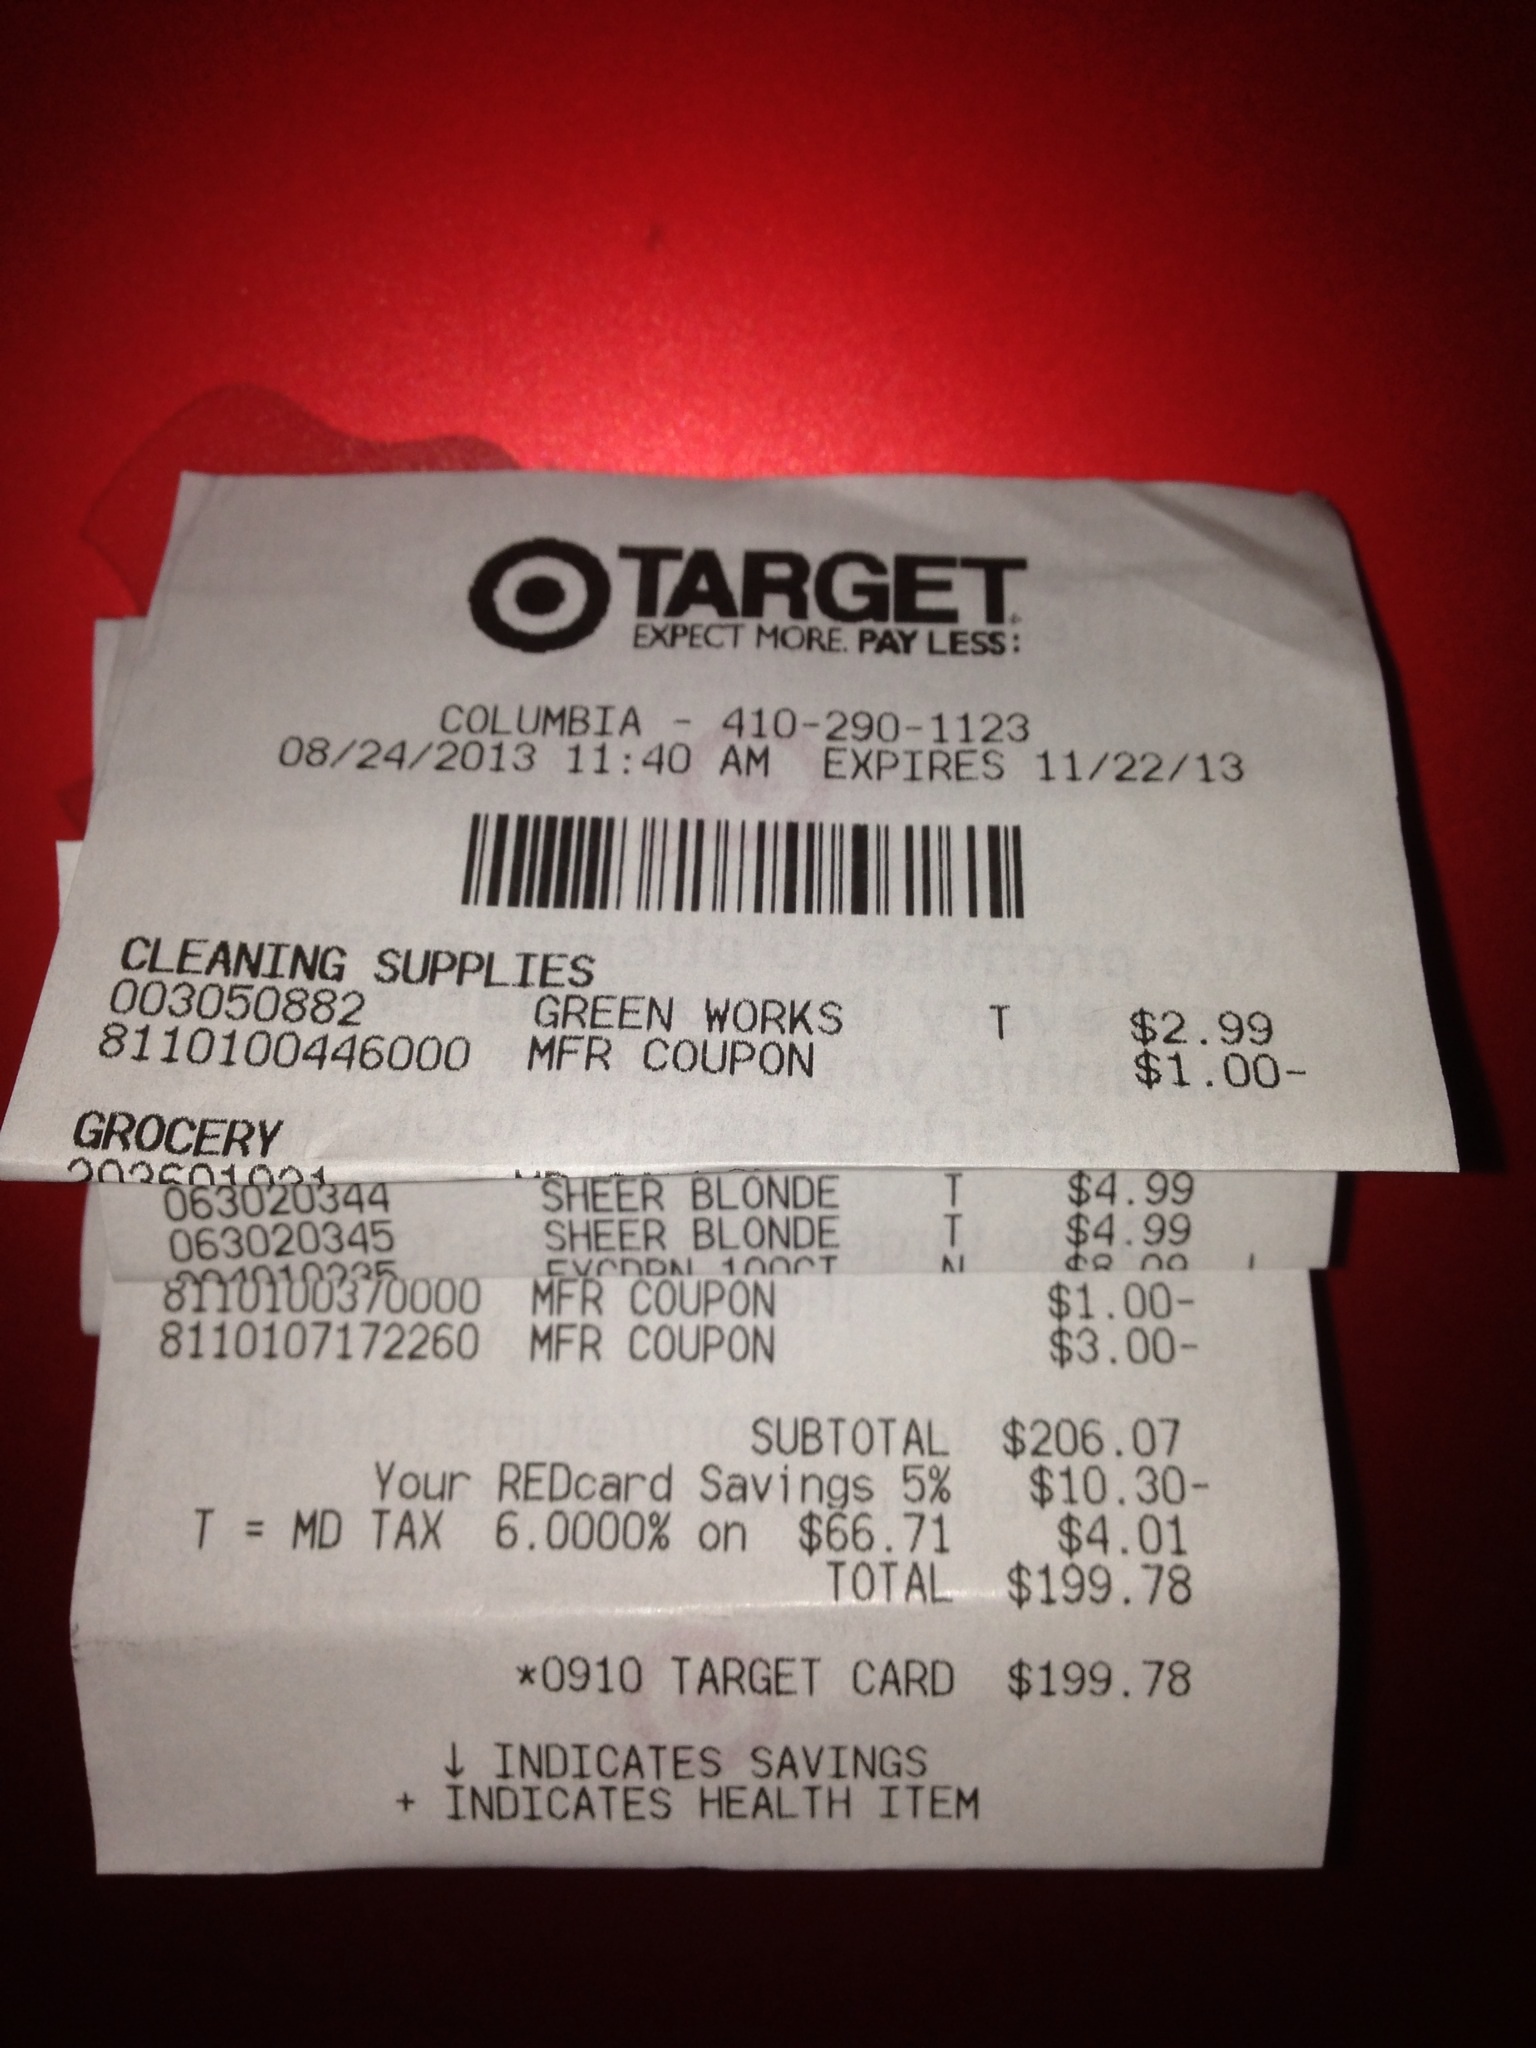 TARGET
EXPECT MORE. PAY LESS:
COLUMBIA - 410-290-1123
08/24/2013 11:40 AM EXPIRES 11/22/13
CLEANING SUPPLIES
003050882 GREEN WORKS T $2.99
8110100446000 MFR COUPON $1.00-
GROCERY
063020344 SHEER BLONDE T $4.99
063020345 SHEER BLONDE T $4.99
8110100370000 MFR COUPON $1.00-
8110107172260 MFR COUPON $3.00-
SUBTOTAL $206.07
Your REDcard Savings 5% $10.30-
T = MD TAX 6.0000% on $66.71 $4.01
TOTAL $199.78
*0910 TARGET CARD $199.78
↓ INDICATES SAVINGS
+ INDICATES HEALTH ITEM